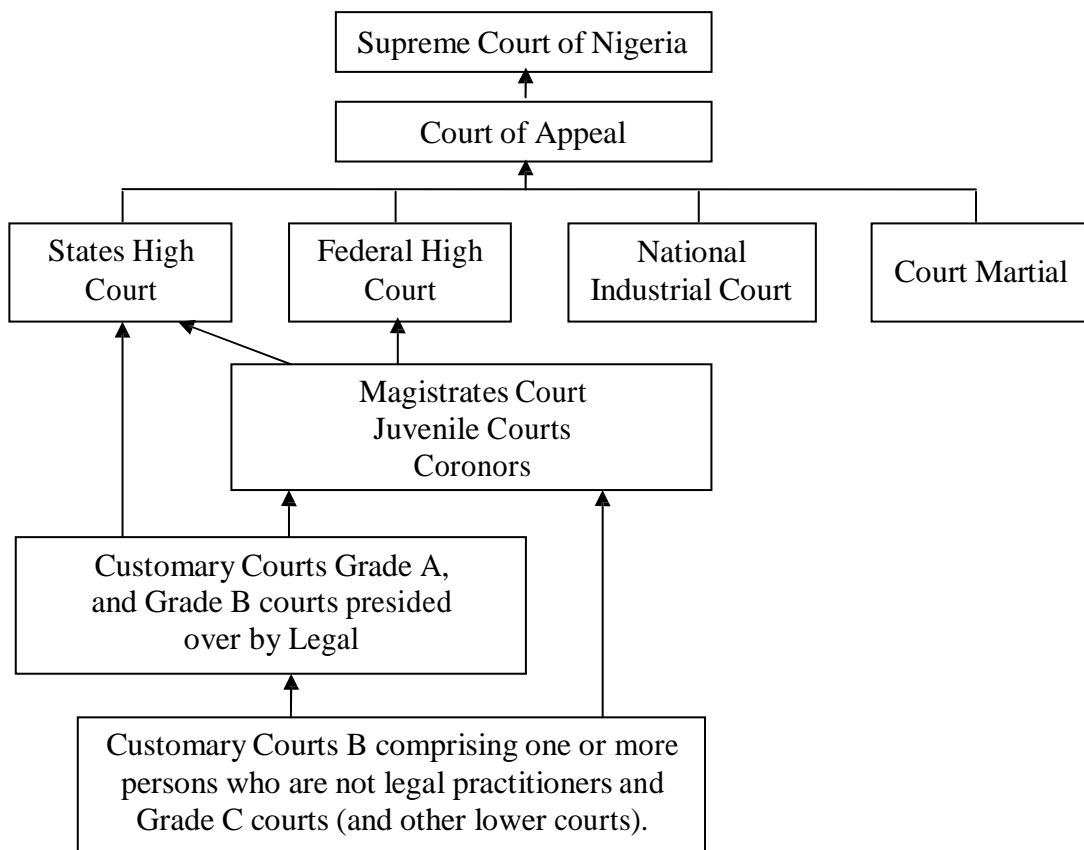 Supreme Court of Nigeria
Court of Appeal
States High
Court
Federal High
Court
National
Industrial Court
Court Martial
Magistrates Court
Juvenile Courts
Coronors
Customary Courts Grade A,
and Grade B courts presided
over by Legal
Customary Courts B comprising one or more
persons who are not legal practitioners and
Grade C courts (and other lower courts).